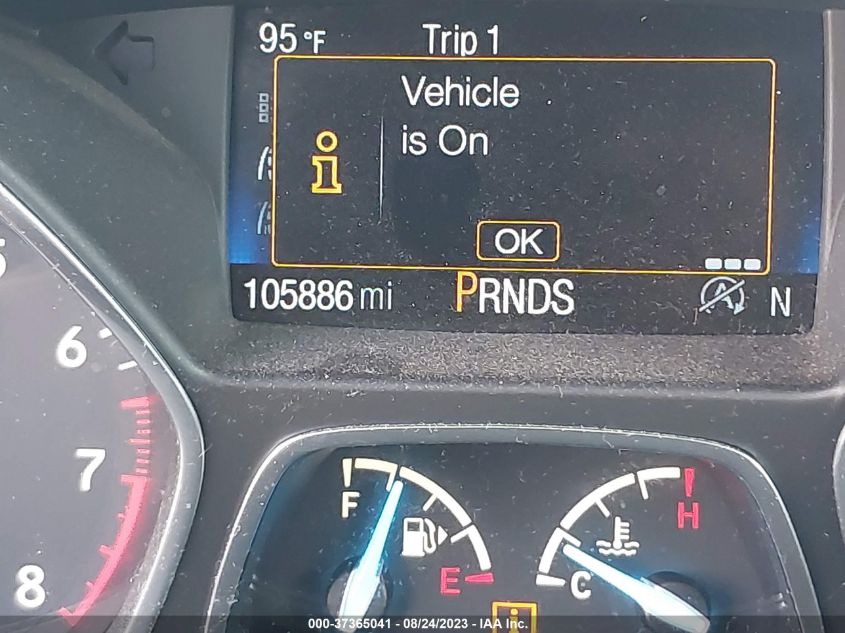 95 °F Trip 1
Vehicle
is On
OK
105886 mi PRNDS A N
6
7
8
F E
C H
000-37365041 - 08/24/2023 - IAA Inc.